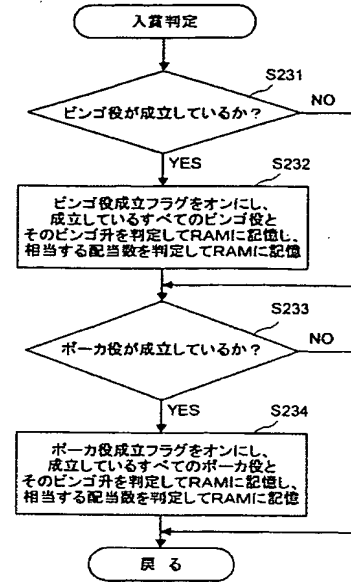 入賞判定
S231
ビンゴ役が成立しているか？
NO
YES
S232
ビンゴ役成立フラグをオンにし、
成立しているすべてのビンゴ役と
そのビンゴ升を判定してRAMに記憶し、
相当する配当数を判定してRAMに記憶
S233
ポーカ役が成立しているか？
NO
YES
S234
ポーカ役成立フラグをオンにし、
成立しているすべてのポーカ役と
そのビンゴ升を判定してRAMに記憶し、
相当する配当数を判定してRAMに記憶
戻 る